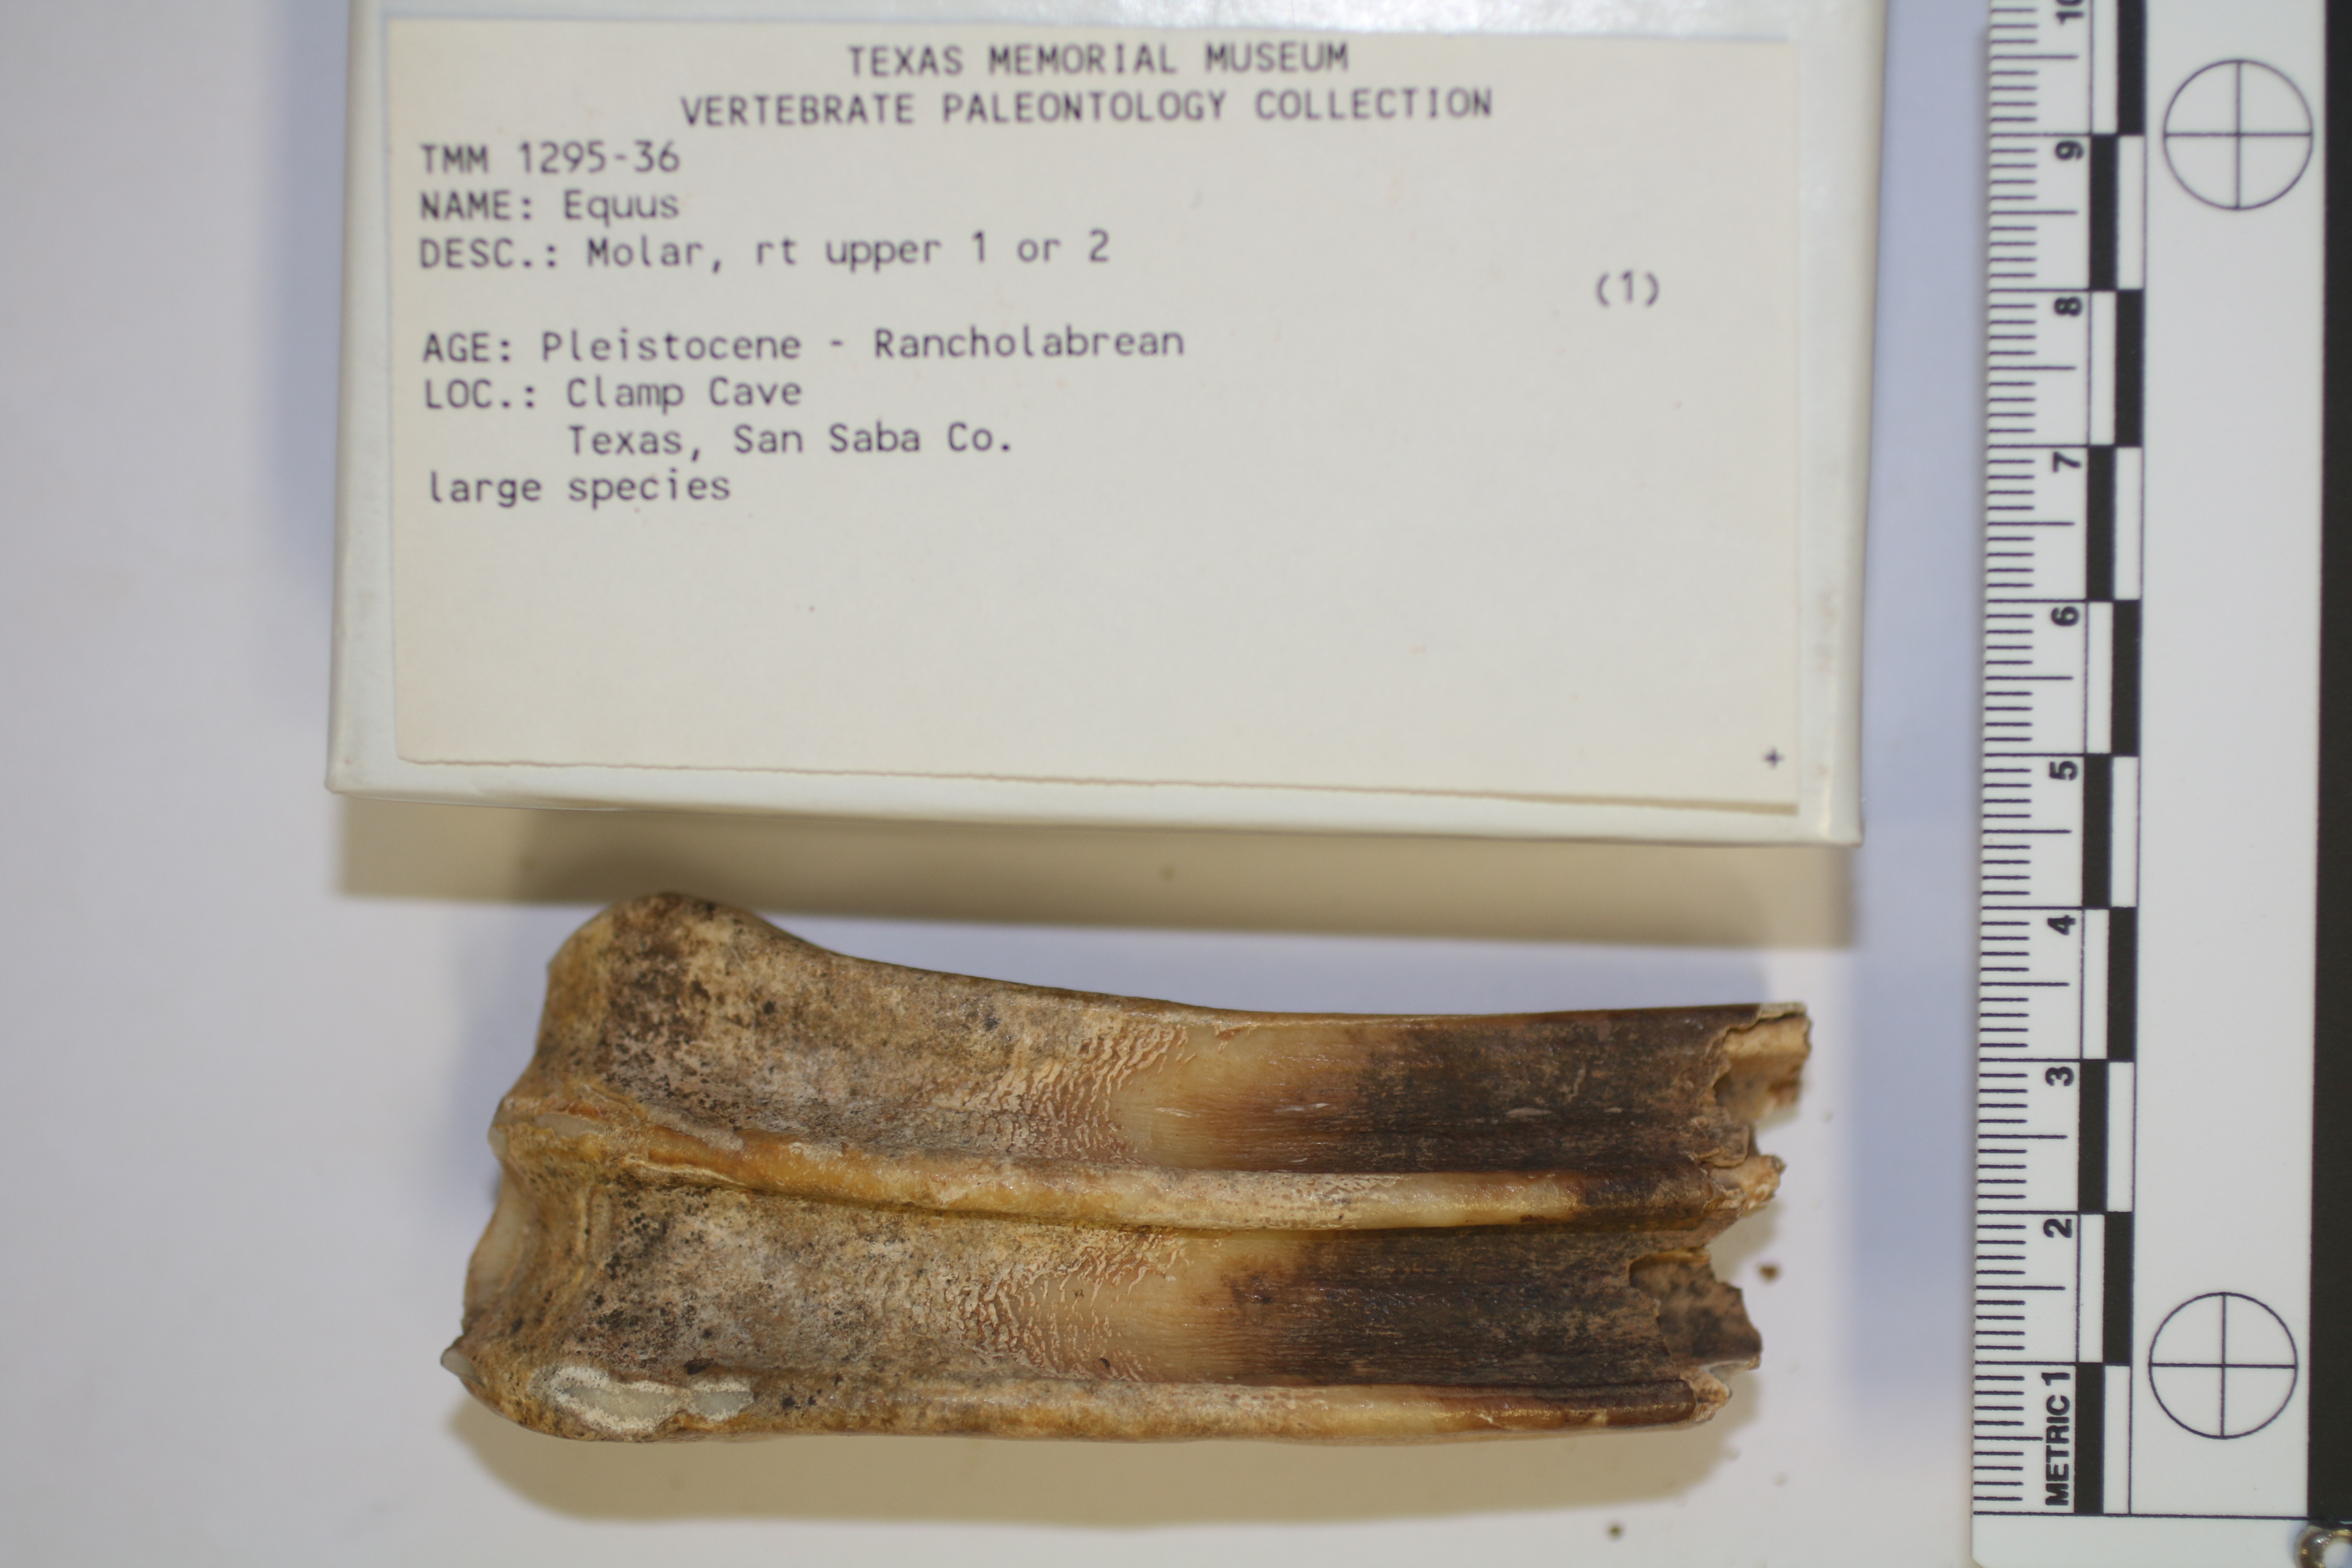 TEXAS MEMORIAL MUSEUM
VERTEBRATE PALEONTOLOGY COLLECTION
TMM 1295-36
NAME: Equus
DESC.: Molar, rt upper 1 or 2
(1)
AGE: Pleistocene - Rancholabrean
LOC.: Clamp Cave
Texas, San Saba Co.
large species
+
10
9
8
7
6
5
4
3
2
METRIC 1